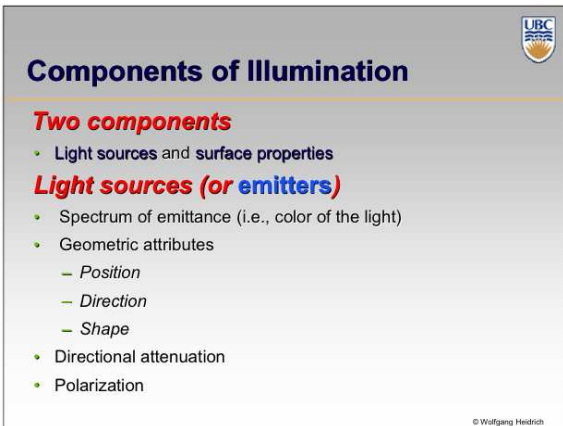 UBC
Components of Illumination
Two components
• Light sources and surface properties
Light sources (or emitters)
• Spectrum of emittance (i.e., color of the light)
• Geometric attributes
– Position
– Direction
– Shape
• Directional attenuation
• Polarization
© Wolfgang Heidrich